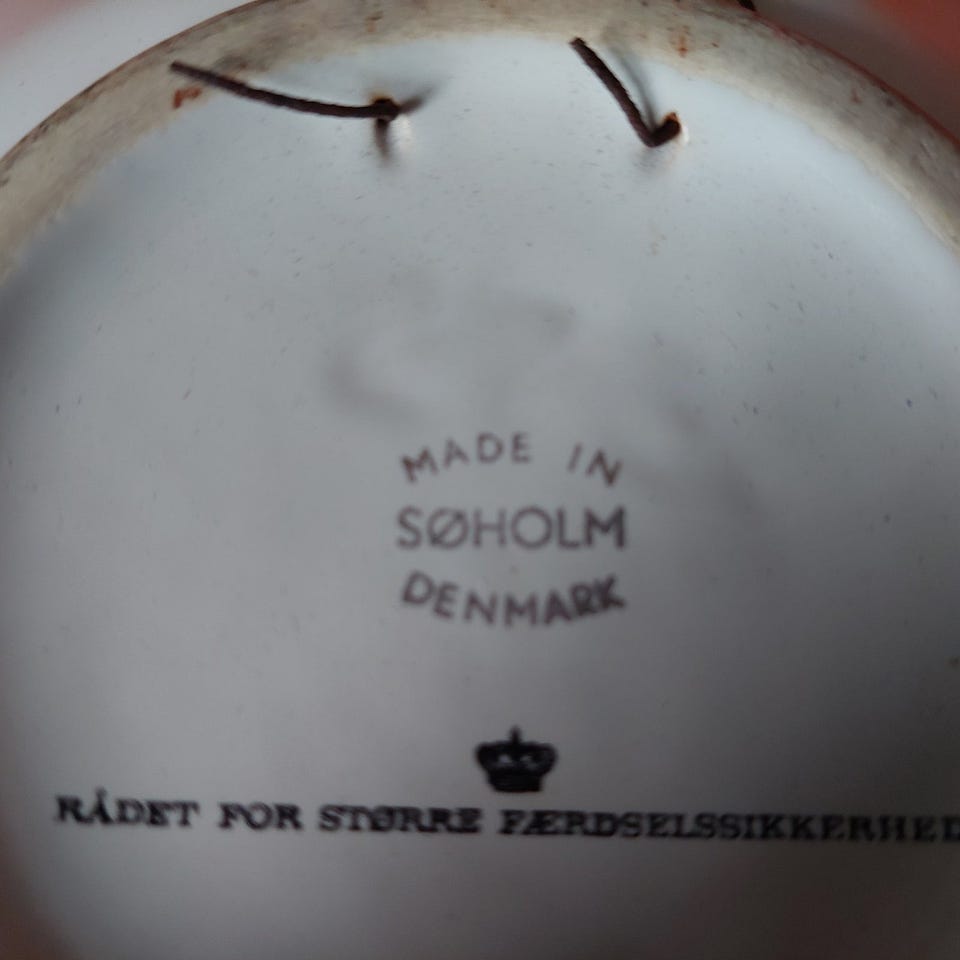 MADE IN
SØHOLM
DENMARK
RÅDET FOR STØRRE FÆRDSELSSIKKERHED